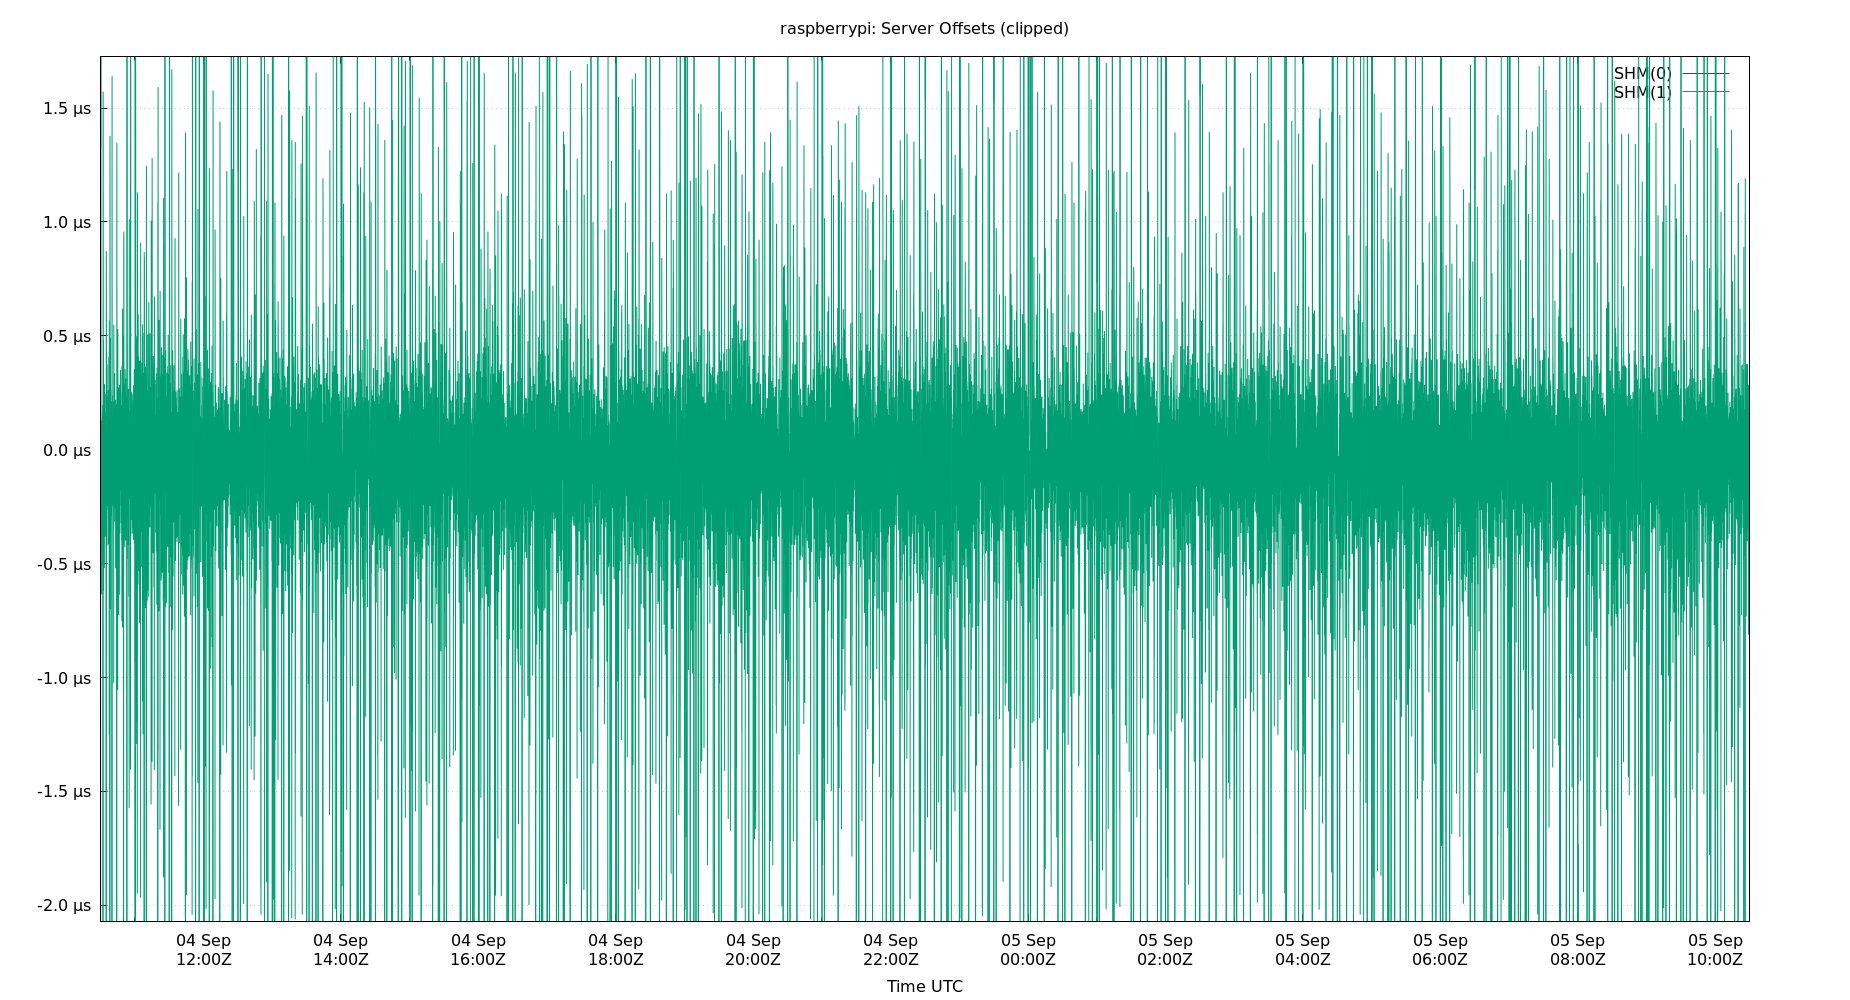 raspberrypi: Server Offsets (clipped)
SHM(0)
SHM(1)
1.5 µs
1.0 µs
0.5 µs
0.0 µs
-0.5 µs
-1.0 µs
-1.5 µs
-2.0 µs
04 Sep 04 Sep 04 Sep 04 Sep 04 Sep 04 Sep 05 Sep 05 Sep 05 Sep 05 Sep 05 Sep 05 Sep
12:00Z 14:00Z 16:00Z 18:00Z 20:00Z 22:00Z 00:00Z 02:00Z 04:00Z 06:00Z 08:00Z 10:00Z
Time UTC